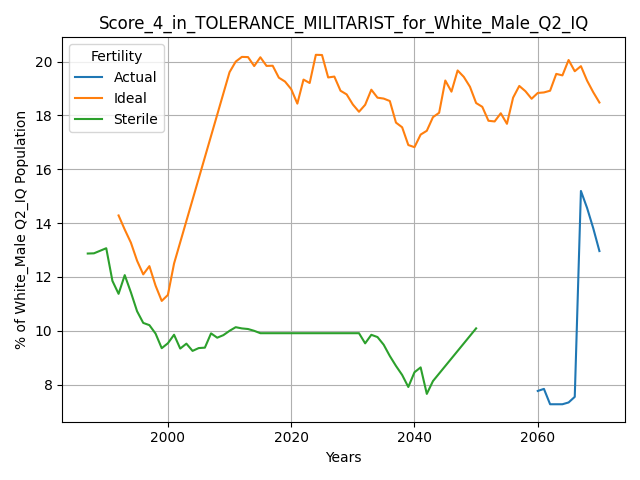 Score_4_in_TOLERANCE_MILITARIST_for_White_Male_Q2_IQ
Fertility
Actual
Ideal
Sterile
% of White_Male Q2_IQ Population
20
18
16
14
12
10
8
2000
2020
2040
2060
Years